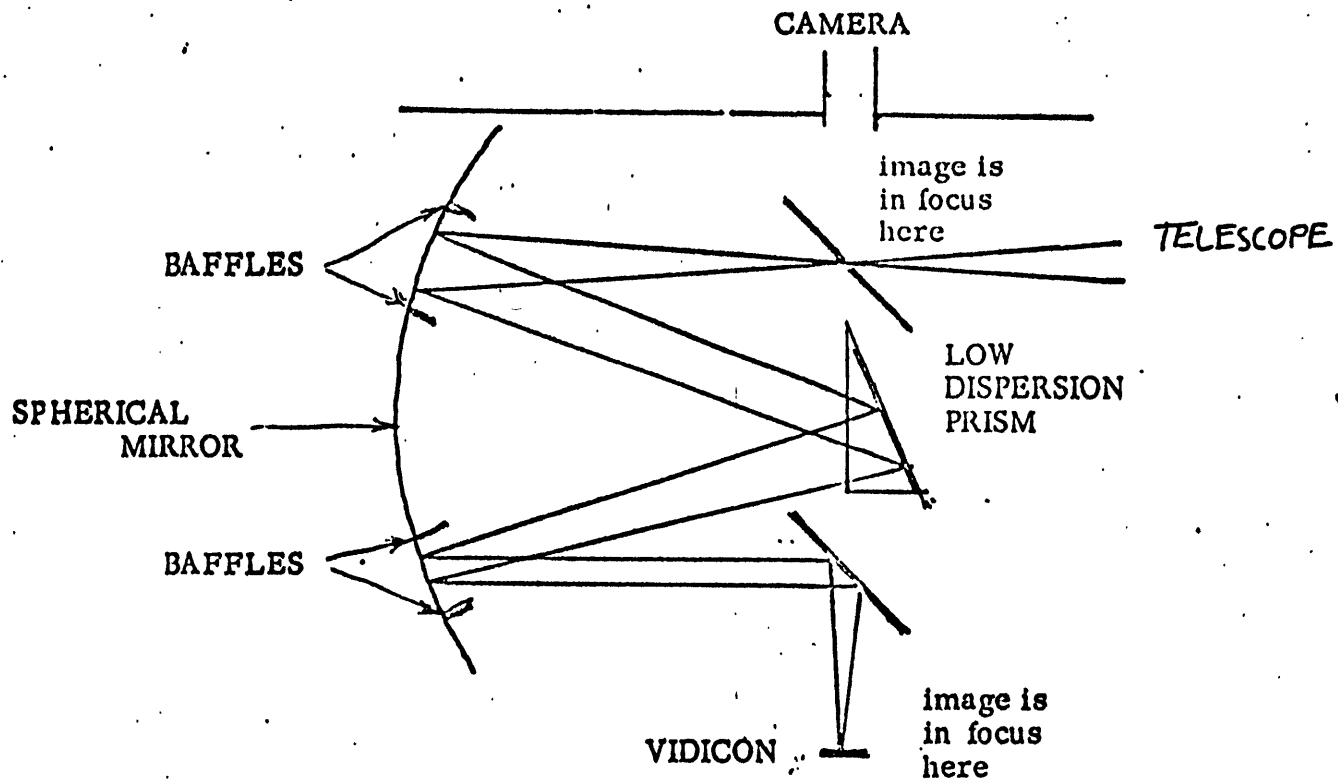 CAMERA
image is
in focus
here
TELESCOPE
BAFFLES
LOW
DISPERSION
PRISM
SPHERICAL
MIRROR
BAFFLES
image is
in focus
here
VIDICON